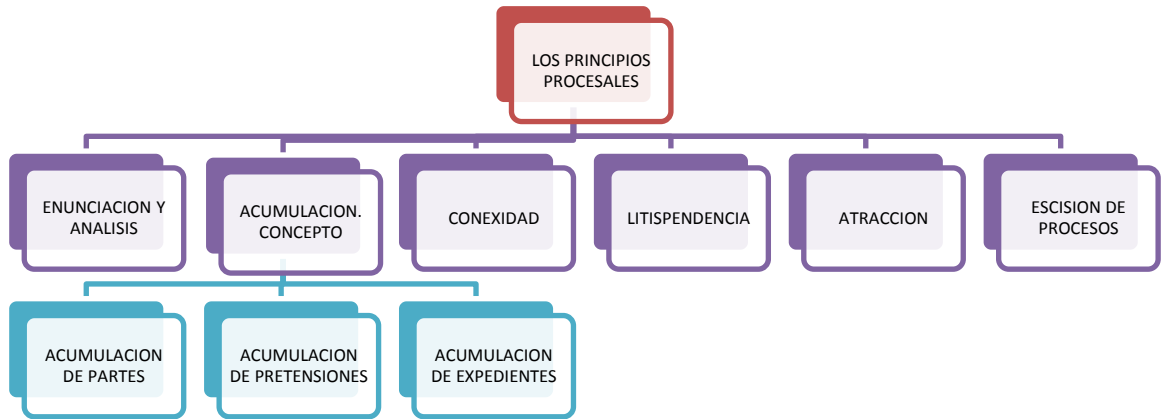 LOS PRINCIPIOS
PROCESALES
ENUNCIACION Y
ANALISIS
ACUMULACION.
CONCEPTO
CONEXIDAD
LITISPENDENCIA
ATRACCION
ESCISION DE
PROCESOS
ACUMULACION
DE PARTES
ACUMULACION
DE PRETENSIONES
ACUMULACION
DE EXPEDIENTES